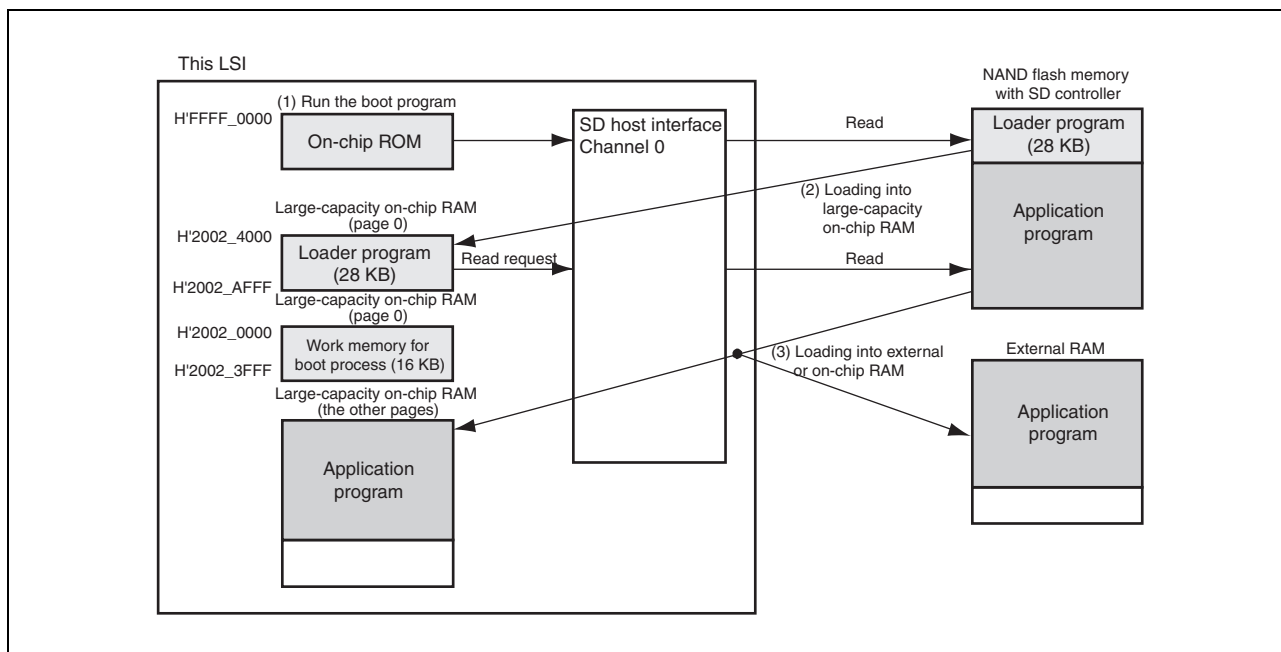 This LSI
(1) Run the boot program
H'FFFF_0000
On-chip ROM
SD host interface
Channel 0
Read
NAND flash memory
with SD controller
Loader program
(28 KB)
Application
program
(2) Loading into
large-capacity
on-chip RAM
Large-capacity on-chip RAM
(page 0)
H'2002_4000
Loader program
(28 KB)
Read request
Read
H'2002_AFFF
Large-capacity on-chip RAM
(page 0)
H'2002_0000
Work memory for
boot process (16 KB)
H'2002_3FFF
(3) Loading into external
or on-chip RAM
External RAM
Application
program
Large-capacity on-chip RAM
(the other pages)
Application
program